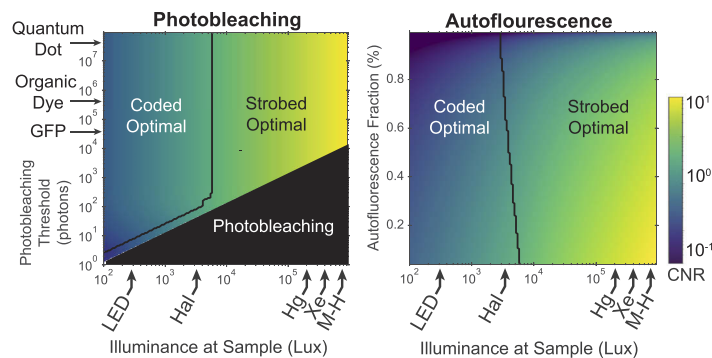 Photobleaching
Quantum
Dot
Organic
Dye
GFP
Photobleaching
Threshold
(photons)
10^7
10^6
10^5
10^4
10^3
10^2
10^1
10^0
Coded
Optimal
Strobed
Optimal
Photobleaching
10^2
10^3
10^4
10^5
LED
Hal
Hg
Xe
M-H
Illuminance at Sample (Lux)
Autoflourescence
Autofluorescence Fraction (%)
0.8
0.6
0.4
0.2
Coded
Optimal
Strobed
Optimal
10^2
10^3
10^4
10^5
LED
Hal
Hg
Xe
M-H
Illuminance at Sample (Lux)
10^1
10^0
10^-1
CNR